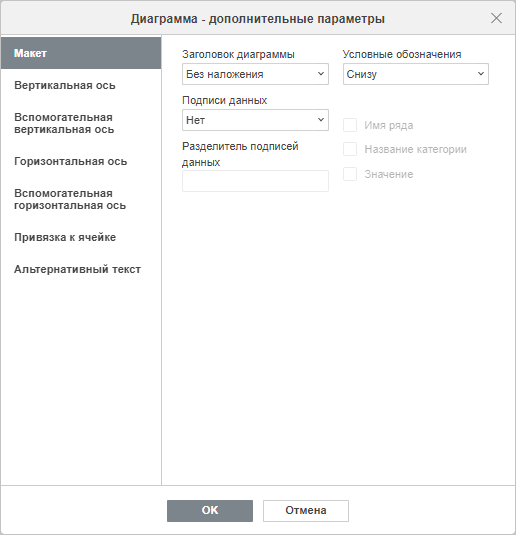 Диаграмма - дополнительные параметры
Макет
Вертикальная ось
Вспомогательная
вертикальная ось
Горизонтальная ось
Вспомогательная
горизонтальная ось
Привязка к ячейке
Альтернативный текст
Заголовок диаграммы
Без наложения
Условные обозначения
Снизу
Подписи данных
Нет
Разделитель подписей
данных
Имя ряда
Название категории
Значение
OK
Отмена